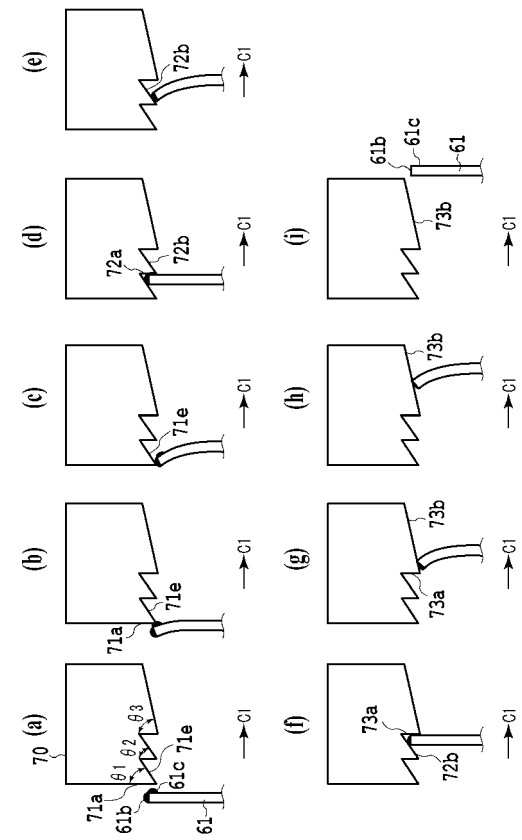 (a)
70
θ1
θ2
θ3
71a
61b
61c
71e
61
C1
(b)
71a
71e
C1
(c)
71e
C1
(d)
72a
72b
C1
(e)
72b
C1
(f)
73a
72b
C1
(g)
73a
73b
C1
(h)
73b
C1
(i)
73b
61b
61c
61
C1